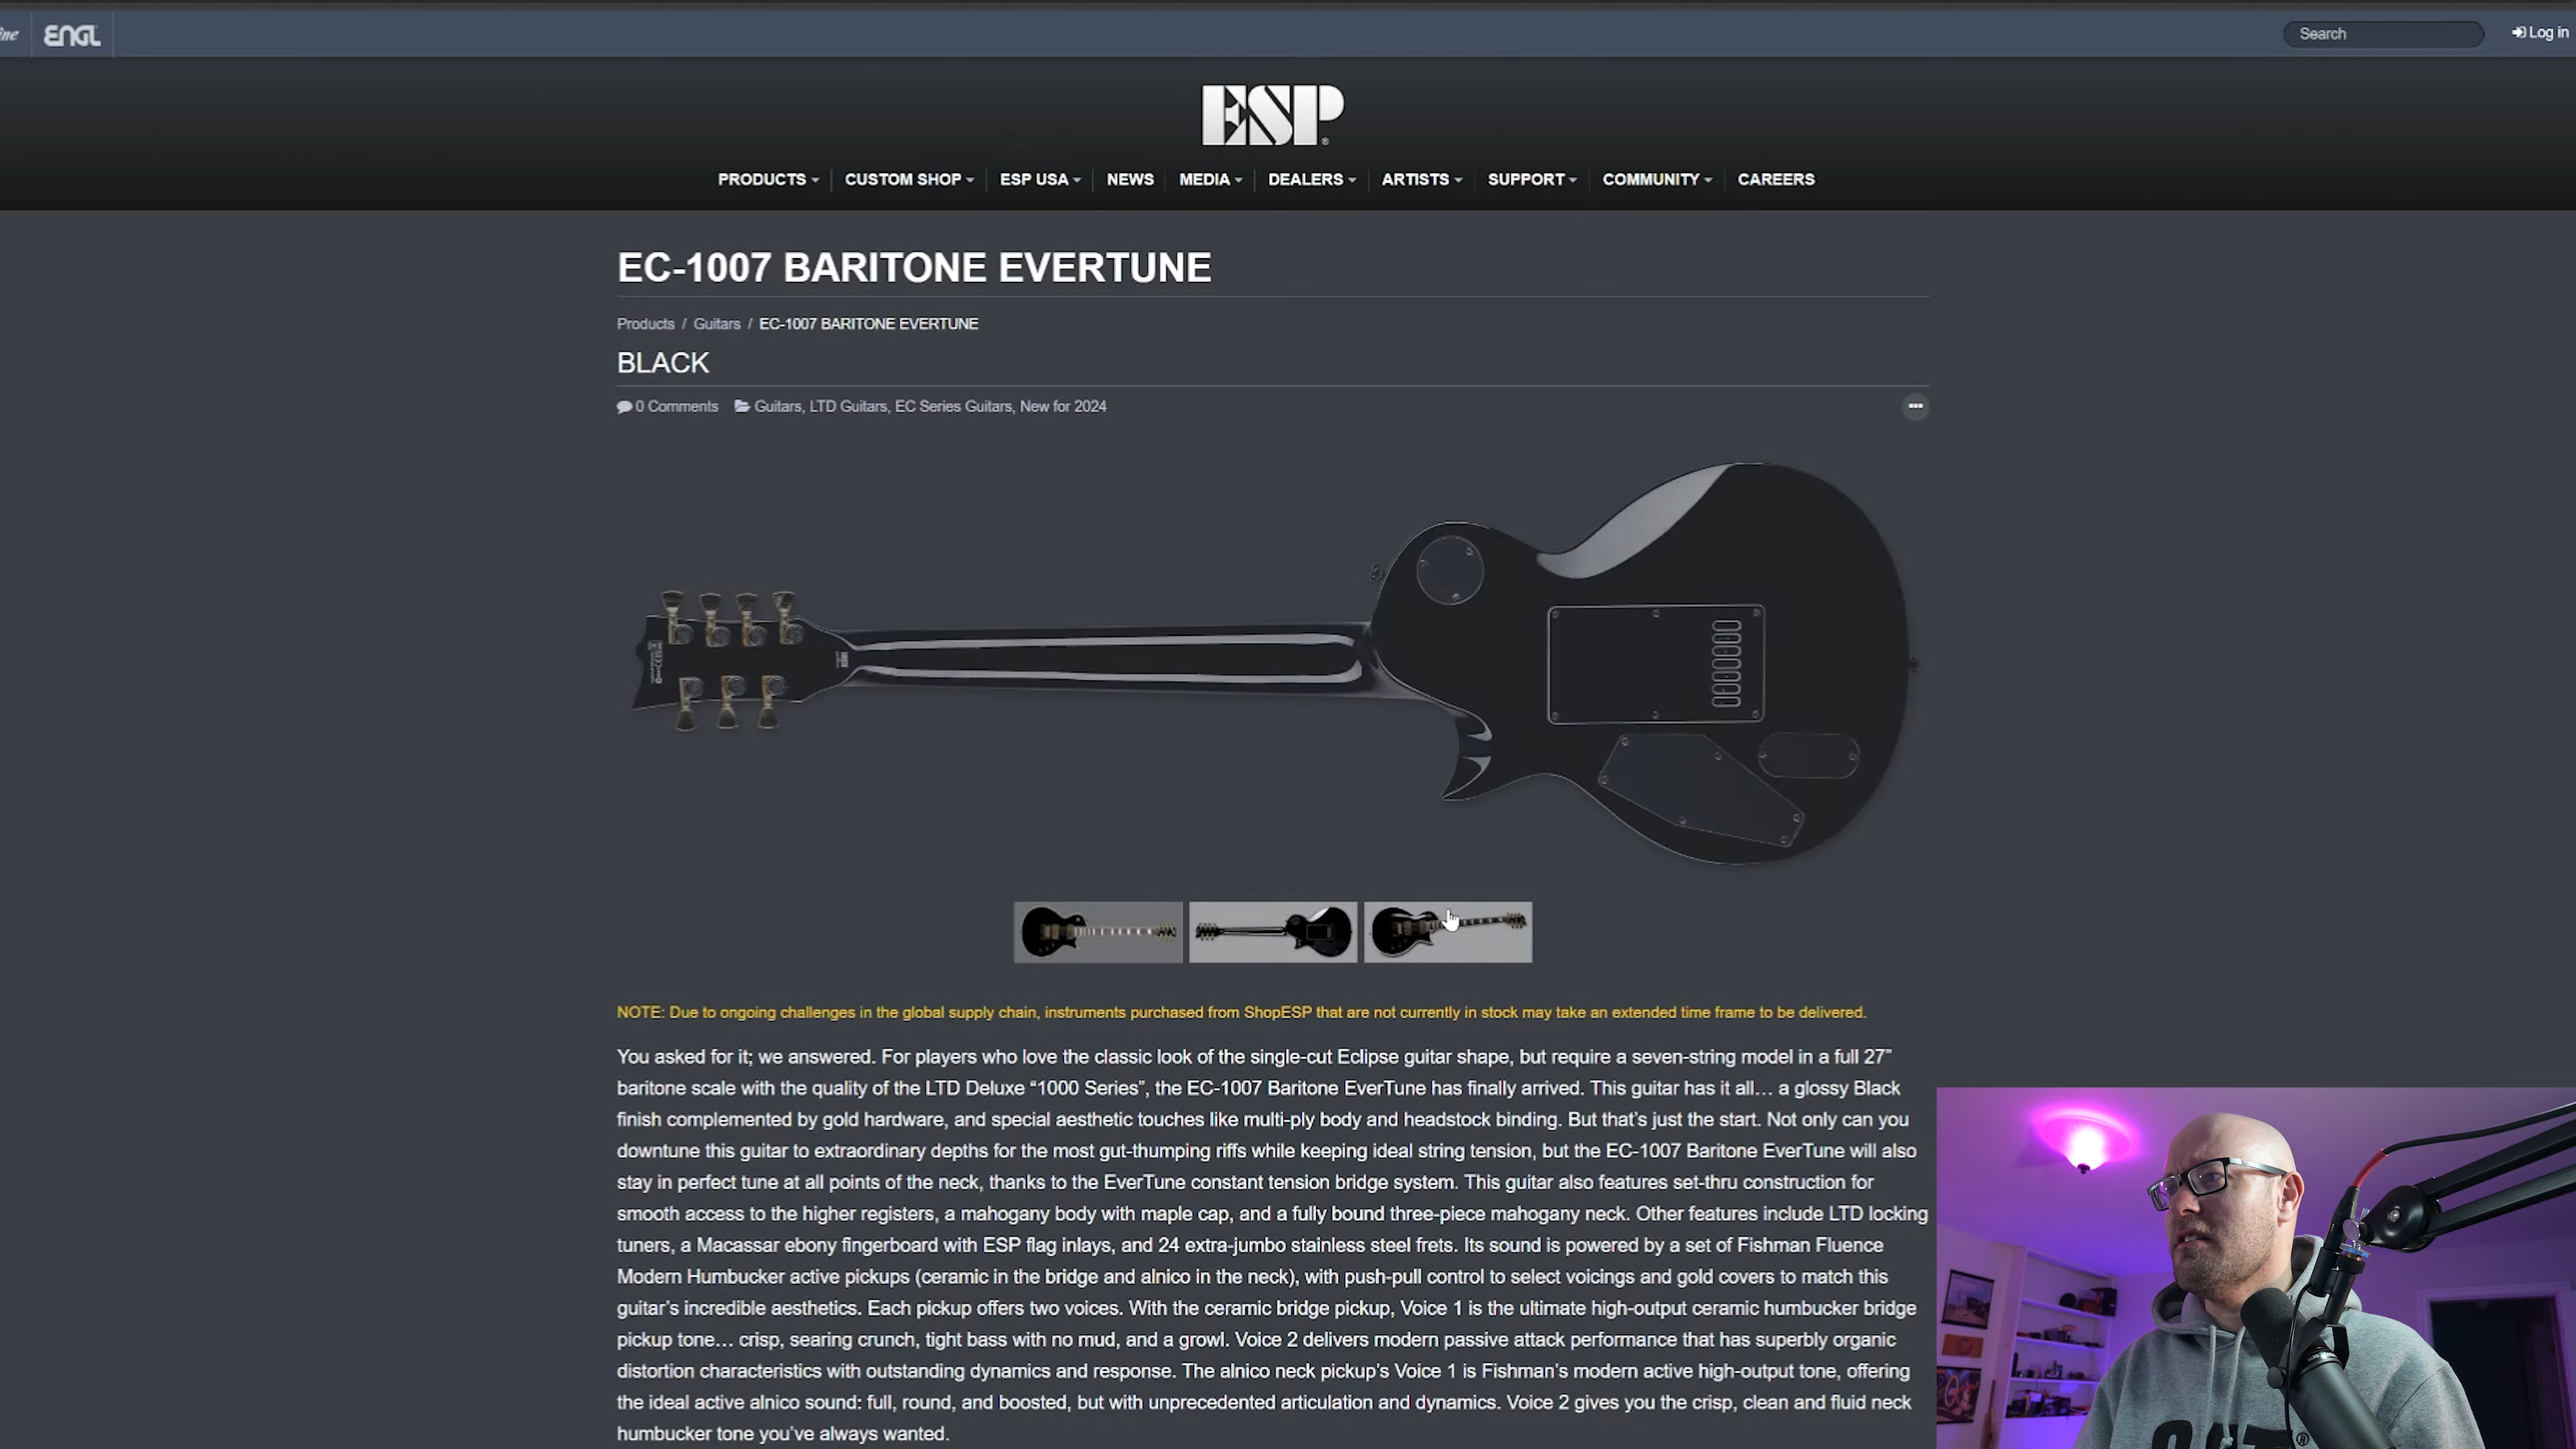 ENGL
Search
Log in
ESP
PRODUCTS CUSTOM SHOP ESP USA NEWS MEDIA DEALERS ARTISTS SUPPORT COMMUNITY CAREERS
EC-1007 BARITONE EVERTUNE
Products / Guitars / EC-1007 BARITONE EVERTUNE
BLACK
0 Comments Guitars, LTD Guitars, EC Series Guitars, New for 2024
NOTE: Due to ongoing challenges in the global supply chain, instruments purchased from ShopESP that are not currently in stock may take an extended time frame to be delivered.
You asked for it; we answered. For players who love the classic look of the single-cut Eclipse guitar shape, but require a seven-string model in a full 27”
baritone scale with the quality of the LTD Deluxe “1000 Series”, the EC-1007 Baritone EverTune has finally arrived. This guitar has it all… a glossy Black
finish complemented by gold hardware, and special aesthetic touches like multi-ply body and headstock binding. But that’s just the start. Not only can you
downtune this guitar to extraordinary depths for the most gut-thumping riffs while keeping ideal string tension, but the EC-1007 Baritone EverTune will also
stay in perfect tune at all points of the neck, thanks to the EverTune constant tension bridge system. This guitar also features set-thru construction for
smooth access to the higher registers, a mahogany body with maple cap, and a fully bound three-piece mahogany neck. Other features include LTD locking
tuners, a Macassar ebony fingerboard with ESP flag inlays, and 24 extra-jumbo stainless steel frets. Its sound is powered by a set of Fishman Fluence
Modern Humbucker active pickups (ceramic in the bridge and alnico in the neck), with push-pull control to select voicings and gold covers to match this
guitar’s incredible aesthetics. Each pickup offers two voices. With the ceramic bridge pickup, Voice 1 is the ultimate high-output ceramic humbucker bridge
pickup tone… crisp, searing crunch, tight bass with no mud, and a growl. Voice 2 delivers modern passive attack performance that has superbly organic
distortion characteristics with outstanding dynamics and response. The alnico neck pickup’s Voice 1 is Fishman’s modern active high-output tone, offering
the ideal active alnico sound: full, round, and boosted, but with unprecedented articulation and dynamics. Voice 2 gives you the crisp, clean and fluid neck
humbucker tone you’ve always wanted.